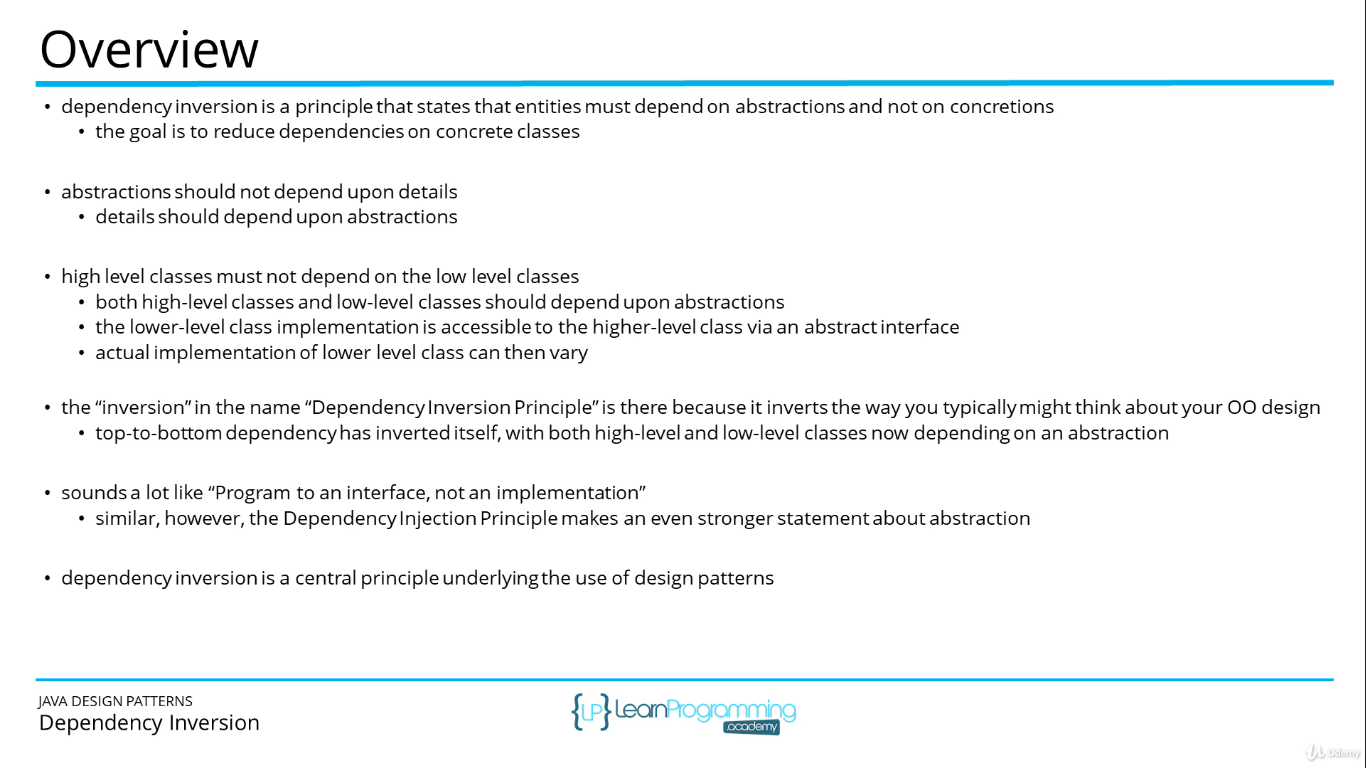 Overview
• dependency inversion is a principle that states that entities must depend on abstractions and not on concretions
• the goal is to reduce dependencies on concrete classes
• abstractions should not depend upon details
• details should depend upon abstractions
• high level classes must not depend on the low level classes
• both high-level classes and low-level classes should depend upon abstractions
• the lower-level class implementation is accessible to the higher-level class via an abstract interface
• actual implementation of lower level class can then vary
• the “inversion” in the name “Dependency Inversion Principle” is there because it inverts the way you typically might think about your OO design
• top-to-bottom dependency has inverted itself, with both high-level and low-level classes now depending on an abstraction
• sounds a lot like “Program to an interface, not an implementation”
• similar, however, the Dependency Injection Principle makes an even stronger statement about abstraction
• dependency inversion is a central principle underlying the use of design patterns
JAVA DESIGN PATTERNS
Dependency Inversion
{LP} LearnProgramming
.academy
Udemy